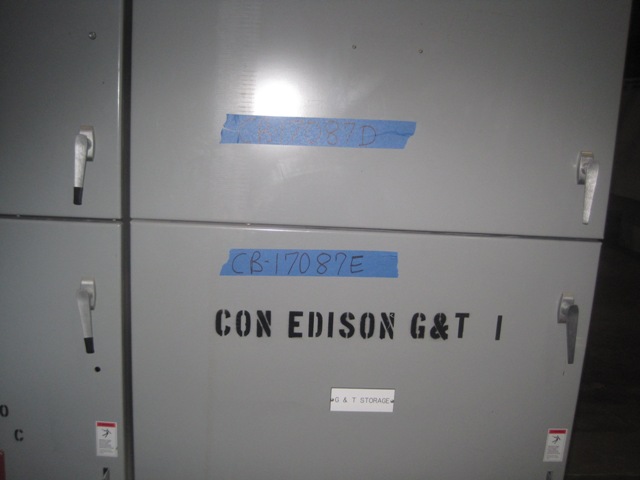 CB-17087E
CON EDISON G&T 1
G & T STORAGE
O
C